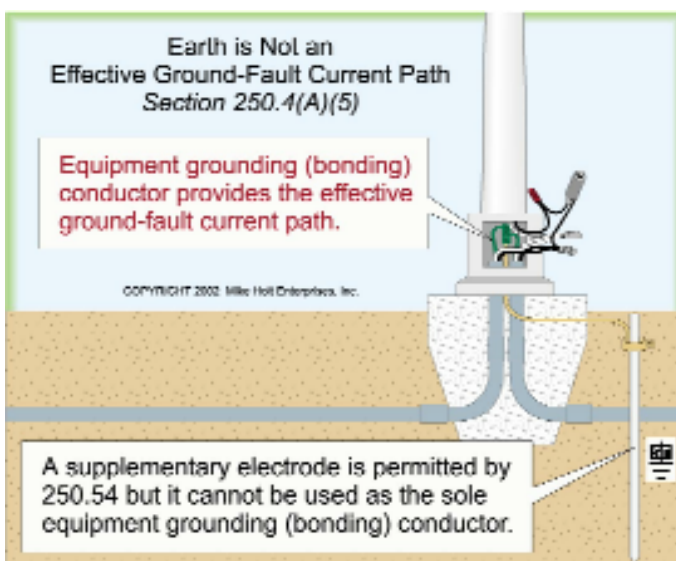 Earth is Not an
Effective Ground-Fault Current Path
Section 250.4(A)(5)
Equipment grounding (bonding)
conductor provides the effective
ground-fault current path.
COPYRIGHT 2002 Mike Holt Enterprises, Inc.
A supplementary electrode is permitted by
250.54 but it cannot be used as the sole
equipment grounding (bonding) conductor.